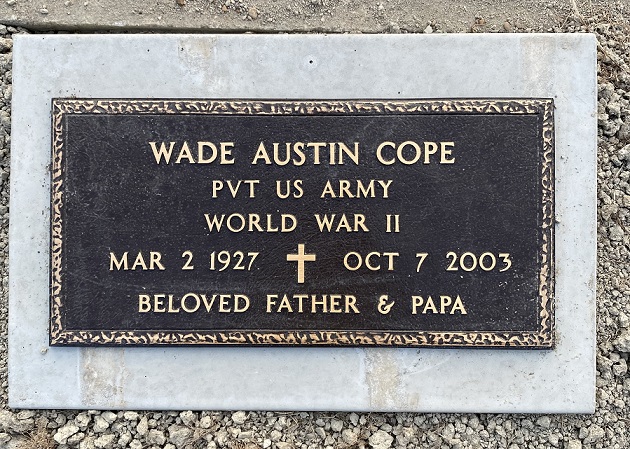 WADE AUSTIN COPE
PVT US ARMY
WORLD WAR II
MAR 2 1927 OCT 7 2003
BELOVED FATHER & PAPA